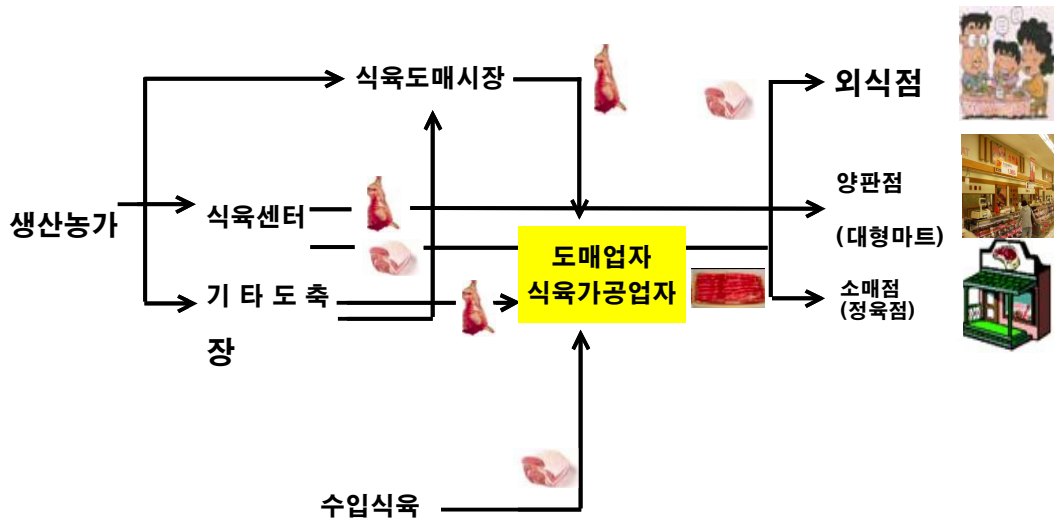 식육도매시장
외식점
생산농가
식육센터
양판점
(대형마트)
도매업자
식육가공업자
기 타 도 축
장
소매점
(정육점)
수입식육